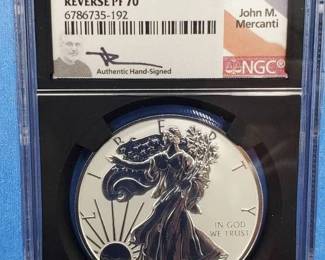 REVERSE PF 70
6786735-192
Authentic Hand-Signed
John M.
Mercanti
NGC
LIBERTY
IN GOD
WE TRUST